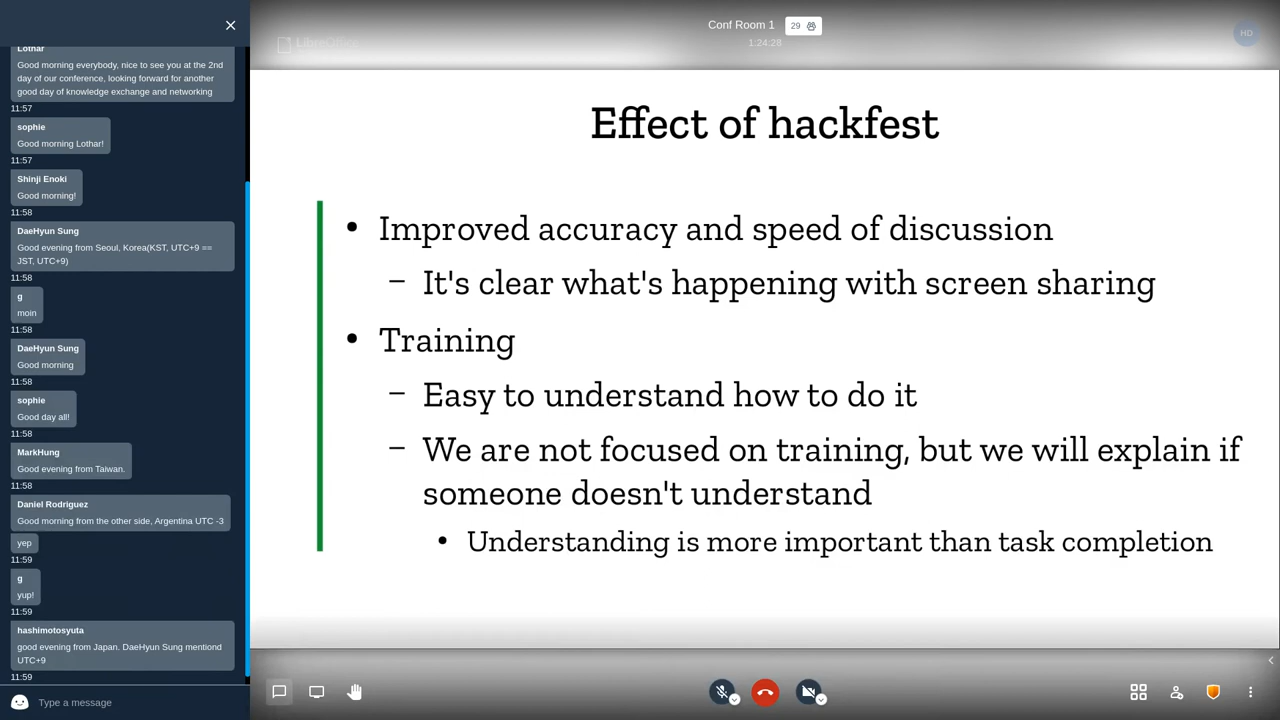 Lothar
Good morning everybody, nice to see you at the 2nd
day of our conference, looking forward for another
good day of knowledge exchange and networking
11:57
sophie
Good morning Lothar!
11:57
Shinji Enoki
Good morning!
11:58
DaeHyun Sung
Good evening from Seoul, Korea(KST, UTC+9 ==
JST, UTC+9)
11:58
g
moin
11:58
DaeHyun Sung
Good morning
11:58
sophie
Good day all!
11:58
MarkHung
Good evening from Taiwan.
11:58
Daniel Rodriguez
Good morning from the other side, Argentina UTC -3
yep
11:59
g
yup!
11:59
hashimotosyuta
good evening from Japan. DaeHyun Sung mentiond
UTC+9
11:59
Type a message
Conf Room 1
29
1:24:28
LibreOffice
HD
Effect of hackfest
• Improved accuracy and speed of discussion
– It's clear what's happening with screen sharing
• Training
– Easy to understand how to do it
– We are not focused on training, but we will explain if
someone doesn't understand
• Understanding is more important than task completion